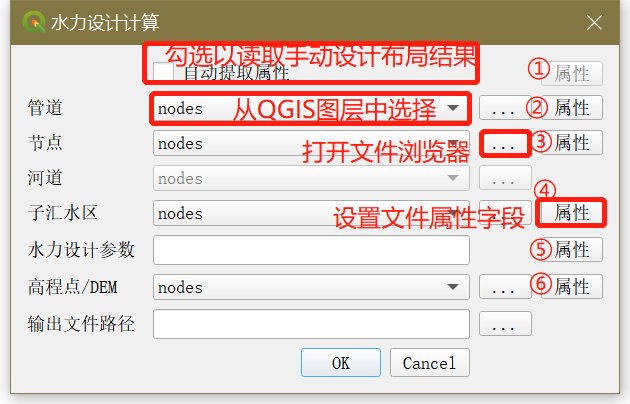 水力设计计算
勾选以读取手动设计布局结果
自动提取属性 ① 属性
管道 nodes 从QGIS图层中选择 ... ② 属性
节点 nodes ... ③ 属性
打开文件浏览器
河道 nodes ...
④
子汇水区 nodes 设置文件属性字段 ... 属性
水力设计参数 ⑤ 属性
高程点/DEM nodes ... ⑥ 属性
输出文件路径 ...
OK Cancel